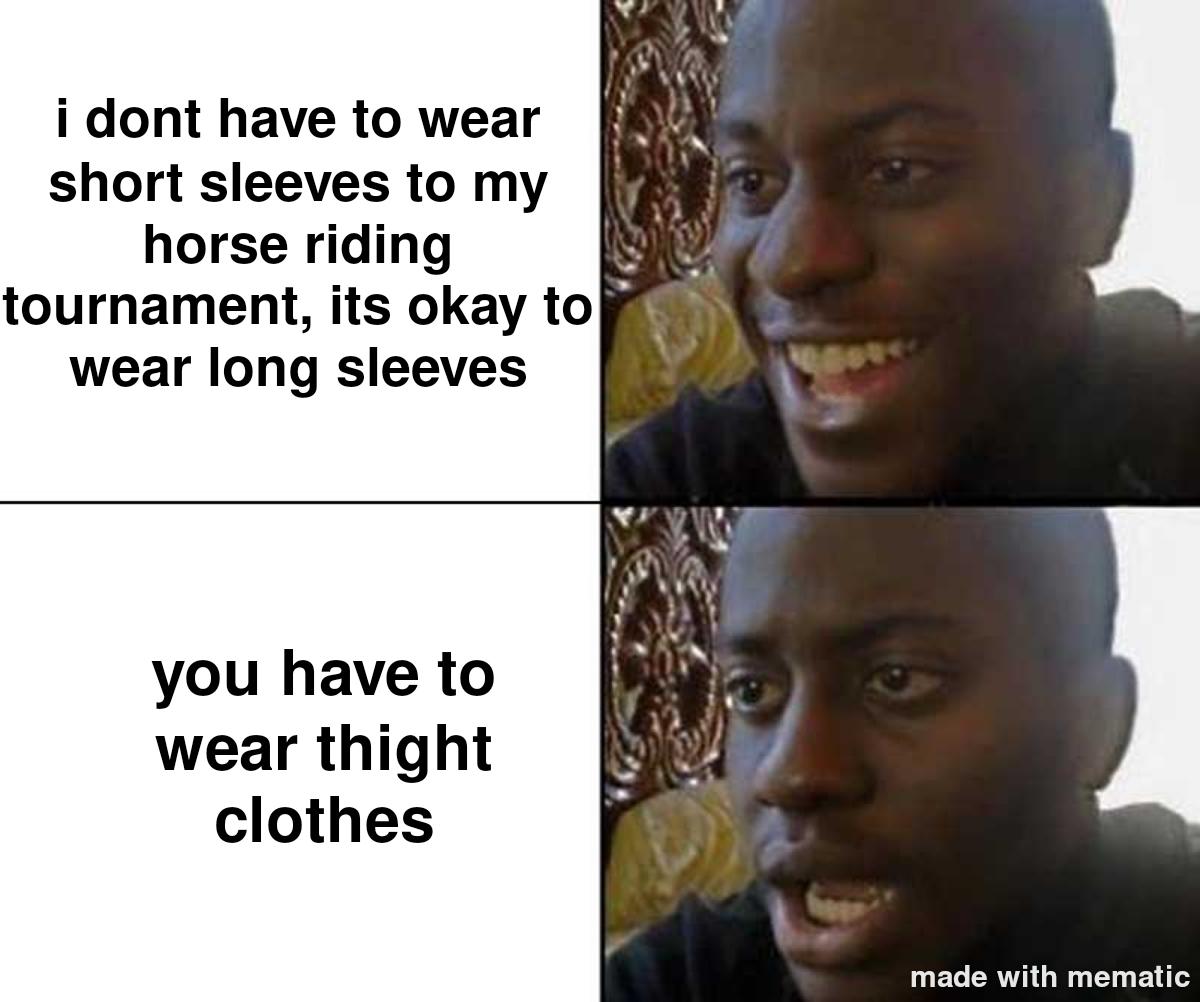 i dont have to wear
short sleeves to my
horse riding
tournament, its okay to
wear long sleeves
you have to
wear thight
clothes
made with mematic